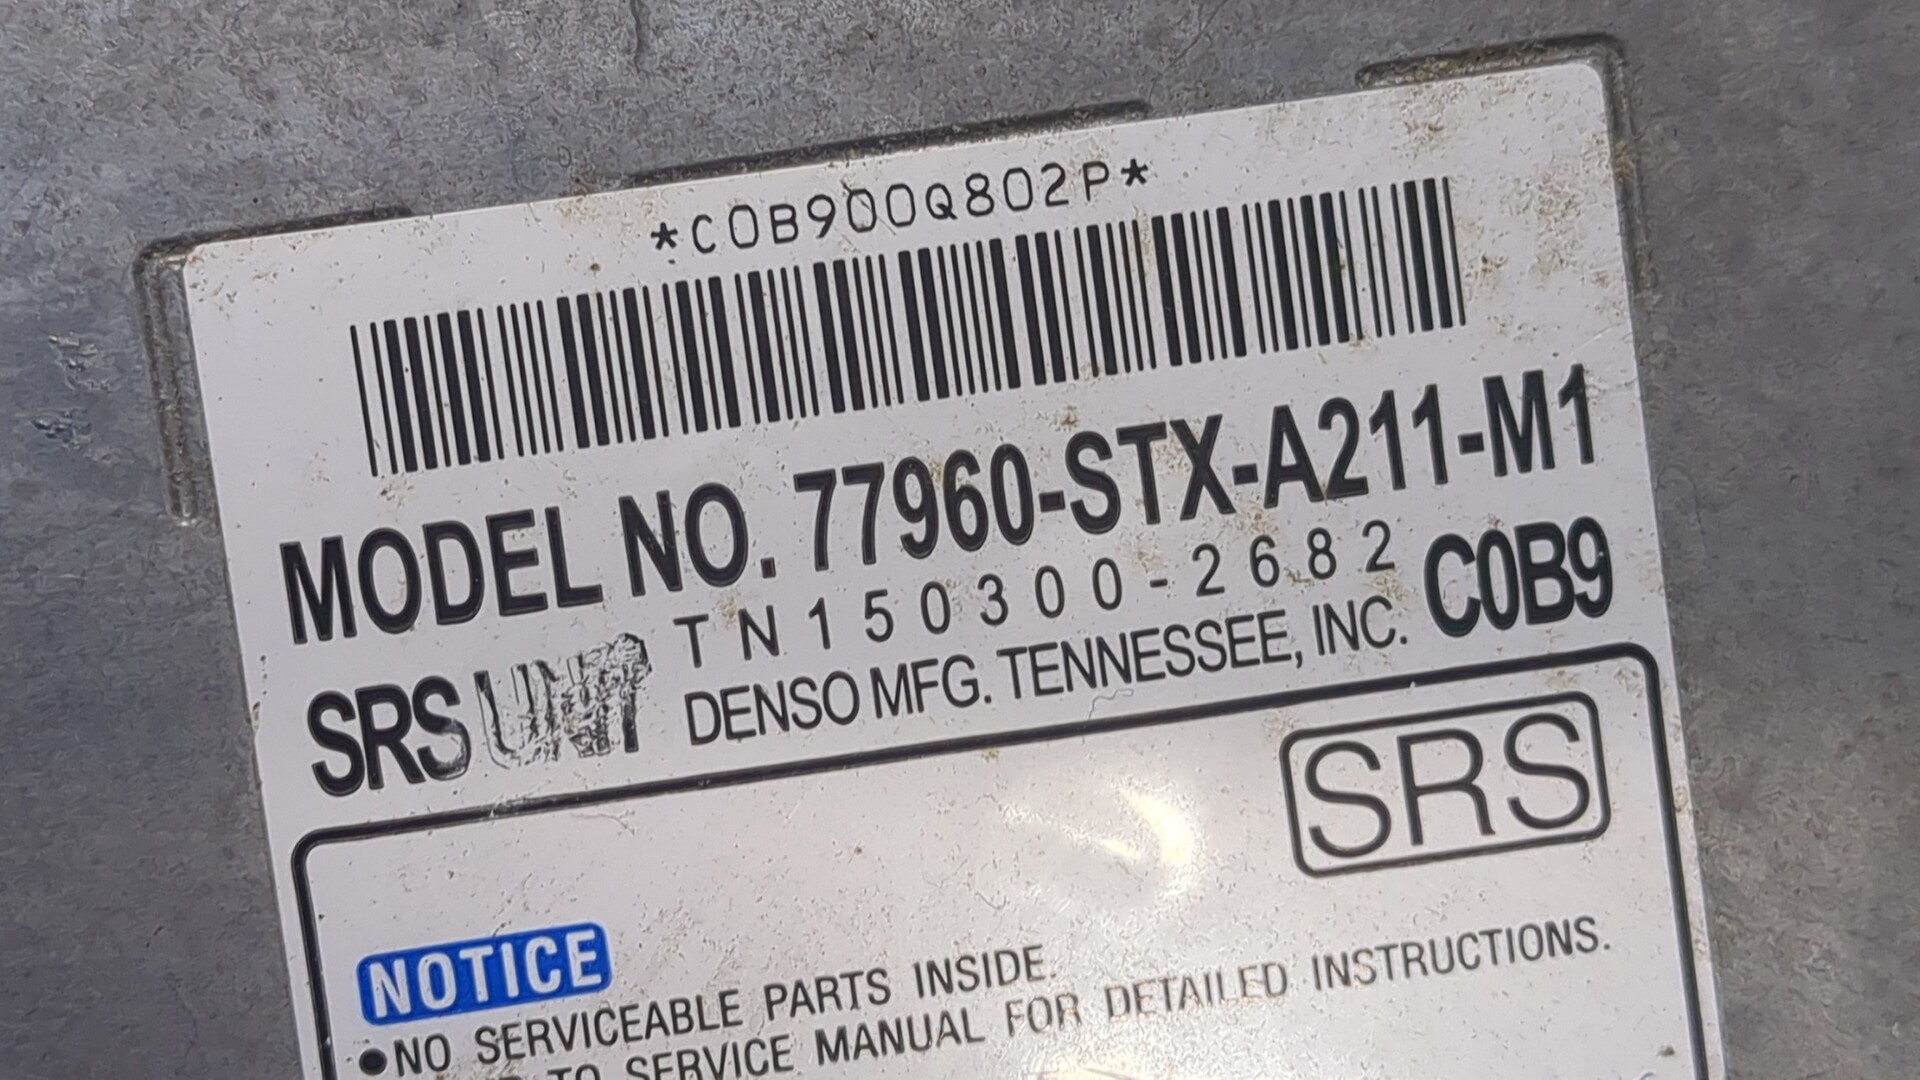 *C0B900Q802P*
MODEL NO. 77960-STX-A211-M1
TN150300-2682
SRS UNIT DENSO MFG. TENNESSEE, INC. C0B9
SRS
NOTICE
●NO SERVICEABLE PARTS INSIDE.
TO SERVICE MANUAL FOR DETAILED INSTRUCTIONS.